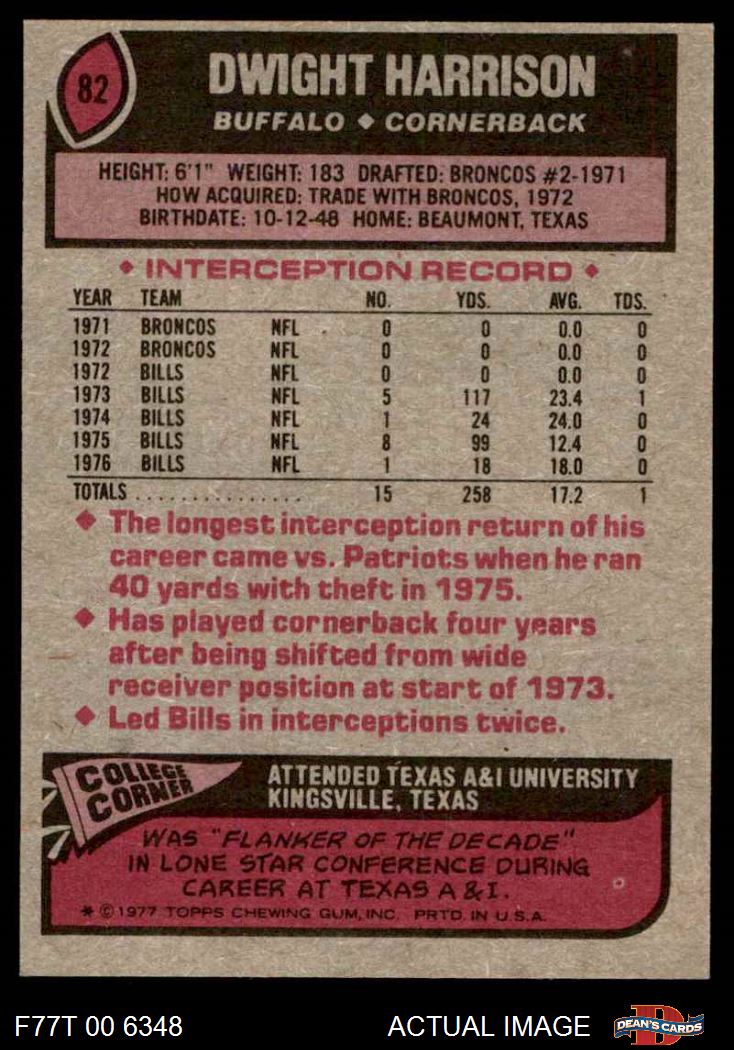 82
DWIGHT HARRISON
BUFFALO ◆ CORNERBACK
HEIGHT: 6'1" WEIGHT: 183 DRAFTED: BRONCOS #2-1971
HOW ACQUIRED: TRADE WITH BRONCOS, 1972
BIRTHDATE: 10-12-48 HOME: BEAUMONT, TEXAS
◆ INTERCEPTION RECORD ◆
YEAR TEAM NO. YDS. AVG. TDS.
1971 BRONCOS NFL 0 0 0.0 0
1972 BRONCOS NFL 0 0 0.0 0
1972 BILLS NFL 0 0 0.0 0
1973 BILLS NFL 5 117 23.4 1
1974 BILLS NFL 1 24 24.0 0
1975 BILLS NFL 8 99 12.4 0
1976 BILLS NFL 1 18 18.0 0
TOTALS . . . . . . . . . . . . . . . 15 258 17.2 1
◆ The longest interception return of his
career came vs. Patriots when he ran
40 yards with theft in 1975.
◆ Has played cornerback four years
after being shifted from wide
receiver position at start of 1973.
◆ Led Bills in interceptions twice.
COLLEGE
CORNER
ATTENDED TEXAS A&I UNIVERSITY
KINGSVILLE, TEXAS
WAS "FLANKER OF THE DECADE"
IN LONE STAR CONFERENCE DURING
CAREER AT TEXAS A & I.
* © 1977 TOPPS CHEWING GUM, INC. PRTD. IN U.S.A.
F77T 00 6348
ACTUAL IMAGE
D
DEAN'S CARDS